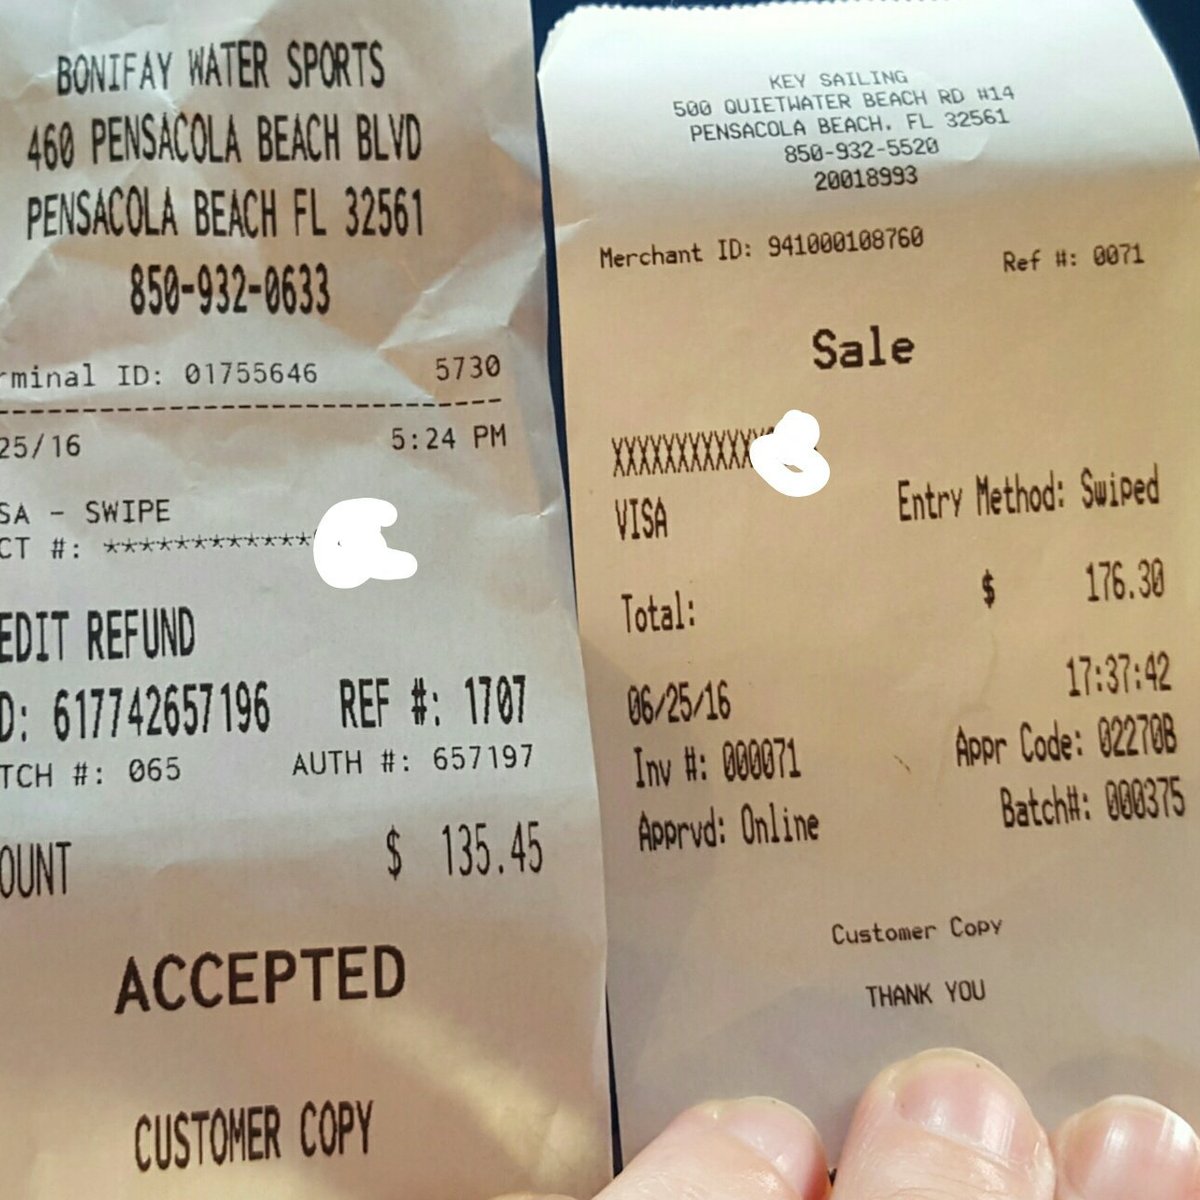 BONIFAY WATER SPORTS
460 PENSACOLA BEACH BLVD
PENSACOLA BEACH FL 32561
850-932-0633
rminal ID: 01755646 5730
25/16 5:24 PM
SA - SWIPE
CT #: ************
EDIT REFUND
D: 617742657196 REF #: 1707
TCH #: 065 AUTH #: 657197
OUNT $ 135.45
ACCEPTED
CUSTOMER COPY
KEY SAILING
500 QUIETWATER BEACH RD #14
PENSACOLA BEACH, FL 32561
850-932-5520
20018993
Merchant ID: 941000108760 Ref #: 0071
Sale
XXXXXXXXXXXX
VISA Entry Method: Swiped
Total: $ 176.30
06/25/16 17:37:42
Inv #: 000071 Appr Code: 02270B
Apprvd: Online Batch#: 000375
Customer Copy
THANK YOU